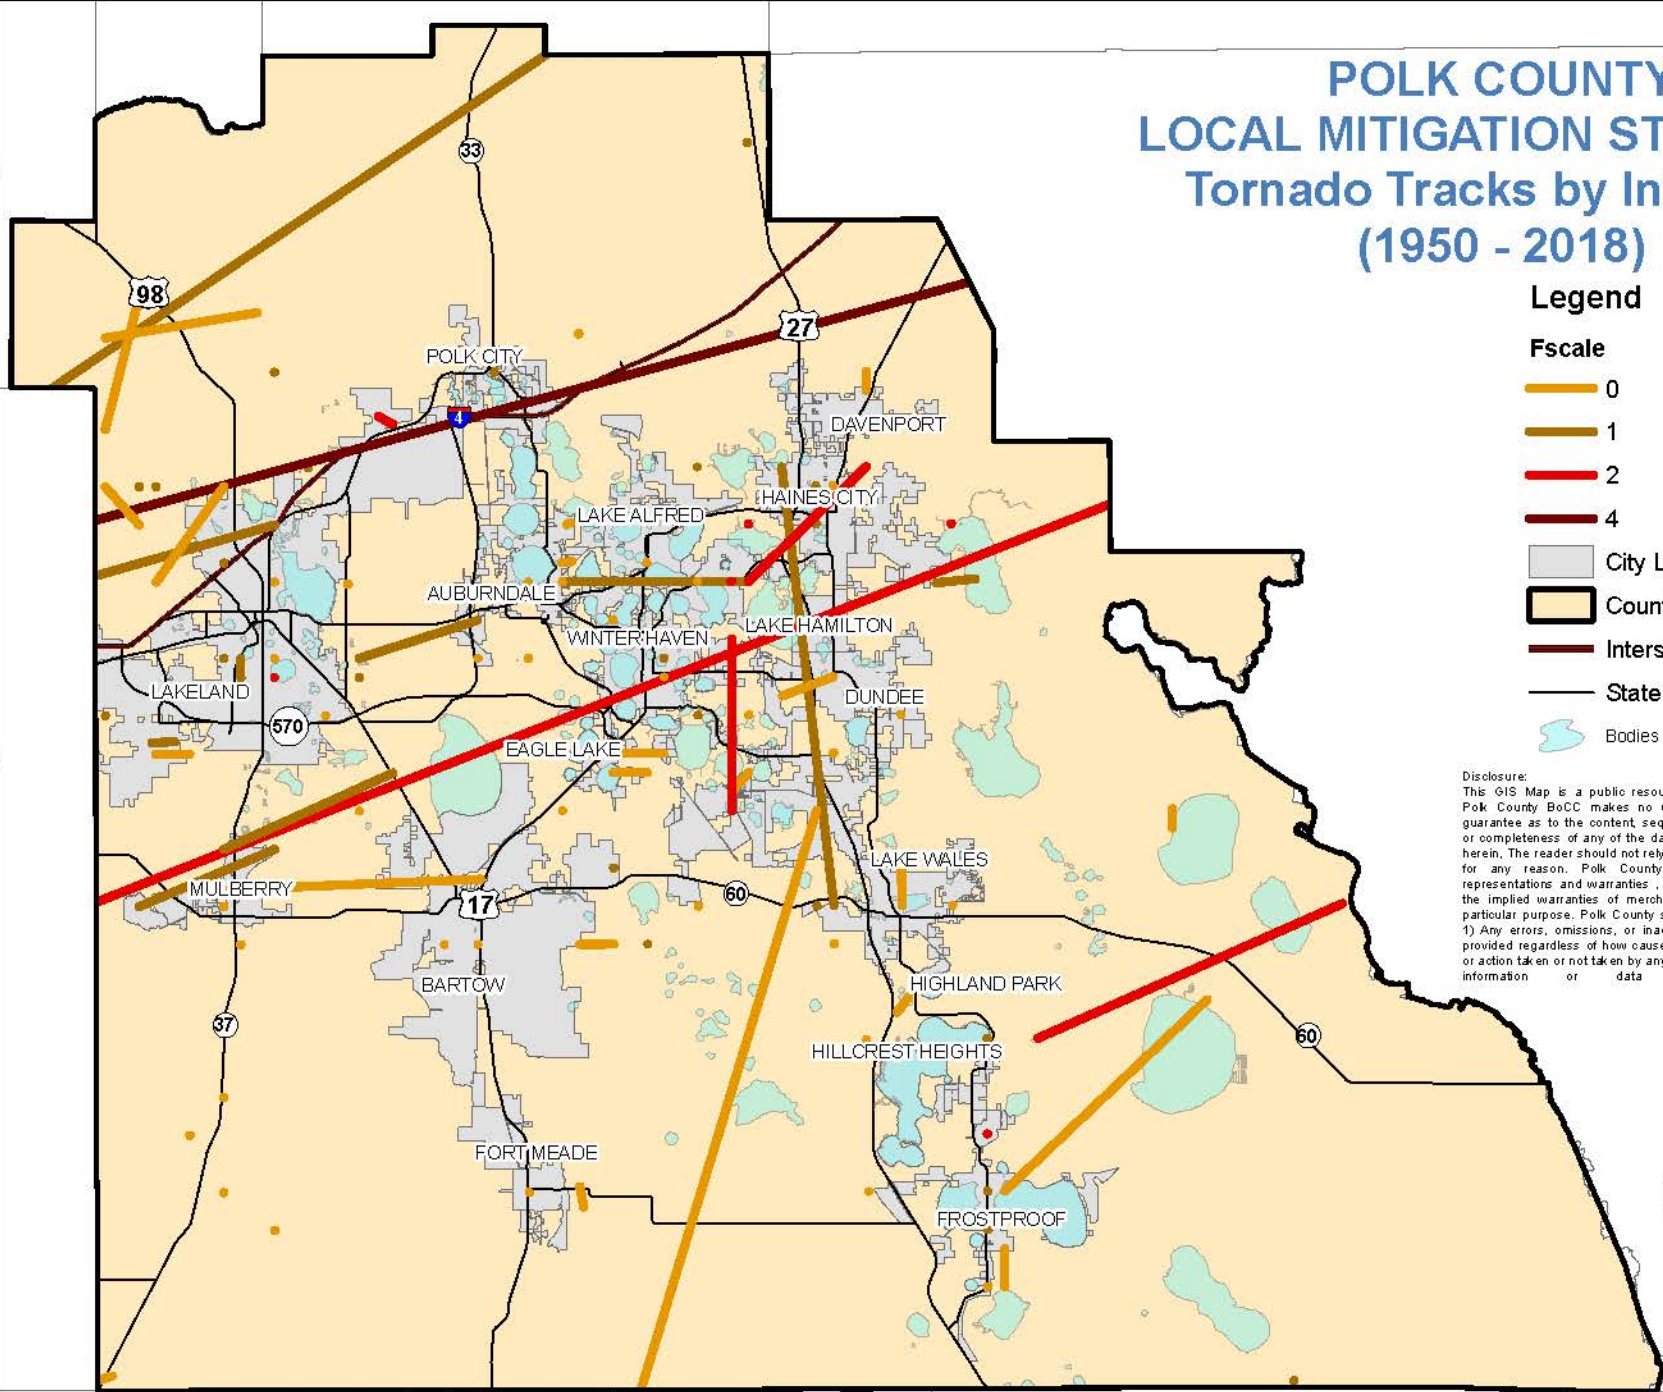 POLK COUNTY
LOCAL MITIGATION ST
Tornado Tracks by In
(1950 - 2018)
Legend
Fscale
0
1
2
4
City L
Coun
Inters
State
Bodies
Disclosure:
This GIS Map is a public resou
Polk County BoCC makes no
guarantee as to the content, seq
or completeness of any of the da
herein, The reader should not rely
for any reason. Polk County
representations and warranties ,
the implied warranties of merch
particular purpose. Polk County s
1) Any errors, omissions, or ina
provided regardless of how cause
or action taken or not taken by any
information or data
33
98
27
POLK CITY
4
DAVENPORT
HAINES CITY
LAKE ALFRED
AUBURNDALE
LAKE HAMILTON
WINTER HAVEN
LAKELAND
DUNDEE
570
EAGLE LAKE
LAKE WALES
MULBERRY
60
17
BARTOW
HIGHLAND PARK
37
60
HILLCREST HEIGHTS
FORT MEADE
FROSTPROOF